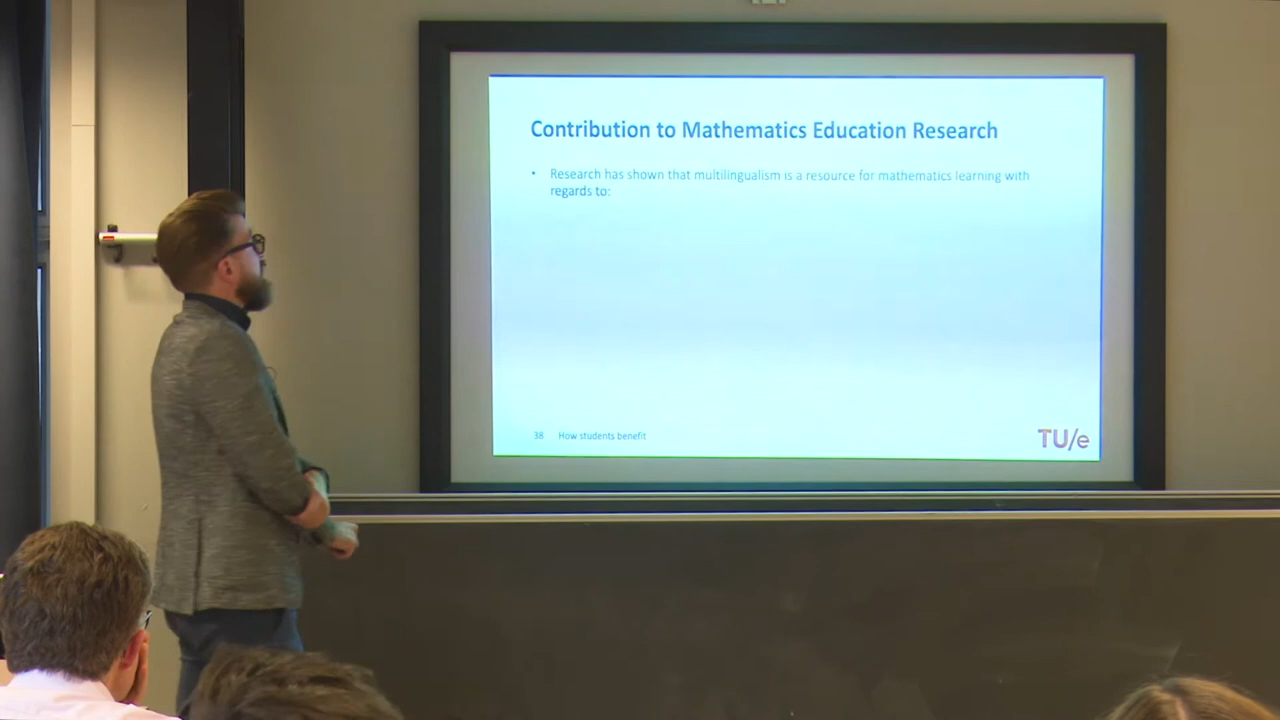 Contribution to Mathematics Education Research
• Research has shown that multilingualism is a resource for mathematics learning with
regards to:
38 How students benefit
TU/e